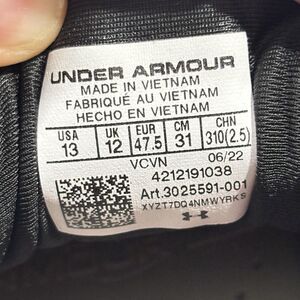 UNDER ARMOUR
MADE IN VIETNAM
FABRIQUÉ AU VIETNAM
HECHO EN VIETNAM
USA UK EUR CM CHN
13 12 47.5 31 310(2.5)
VCVN 06/22
4212191038
Art.3025591-001
XYZT7DQ4NMWYRKS